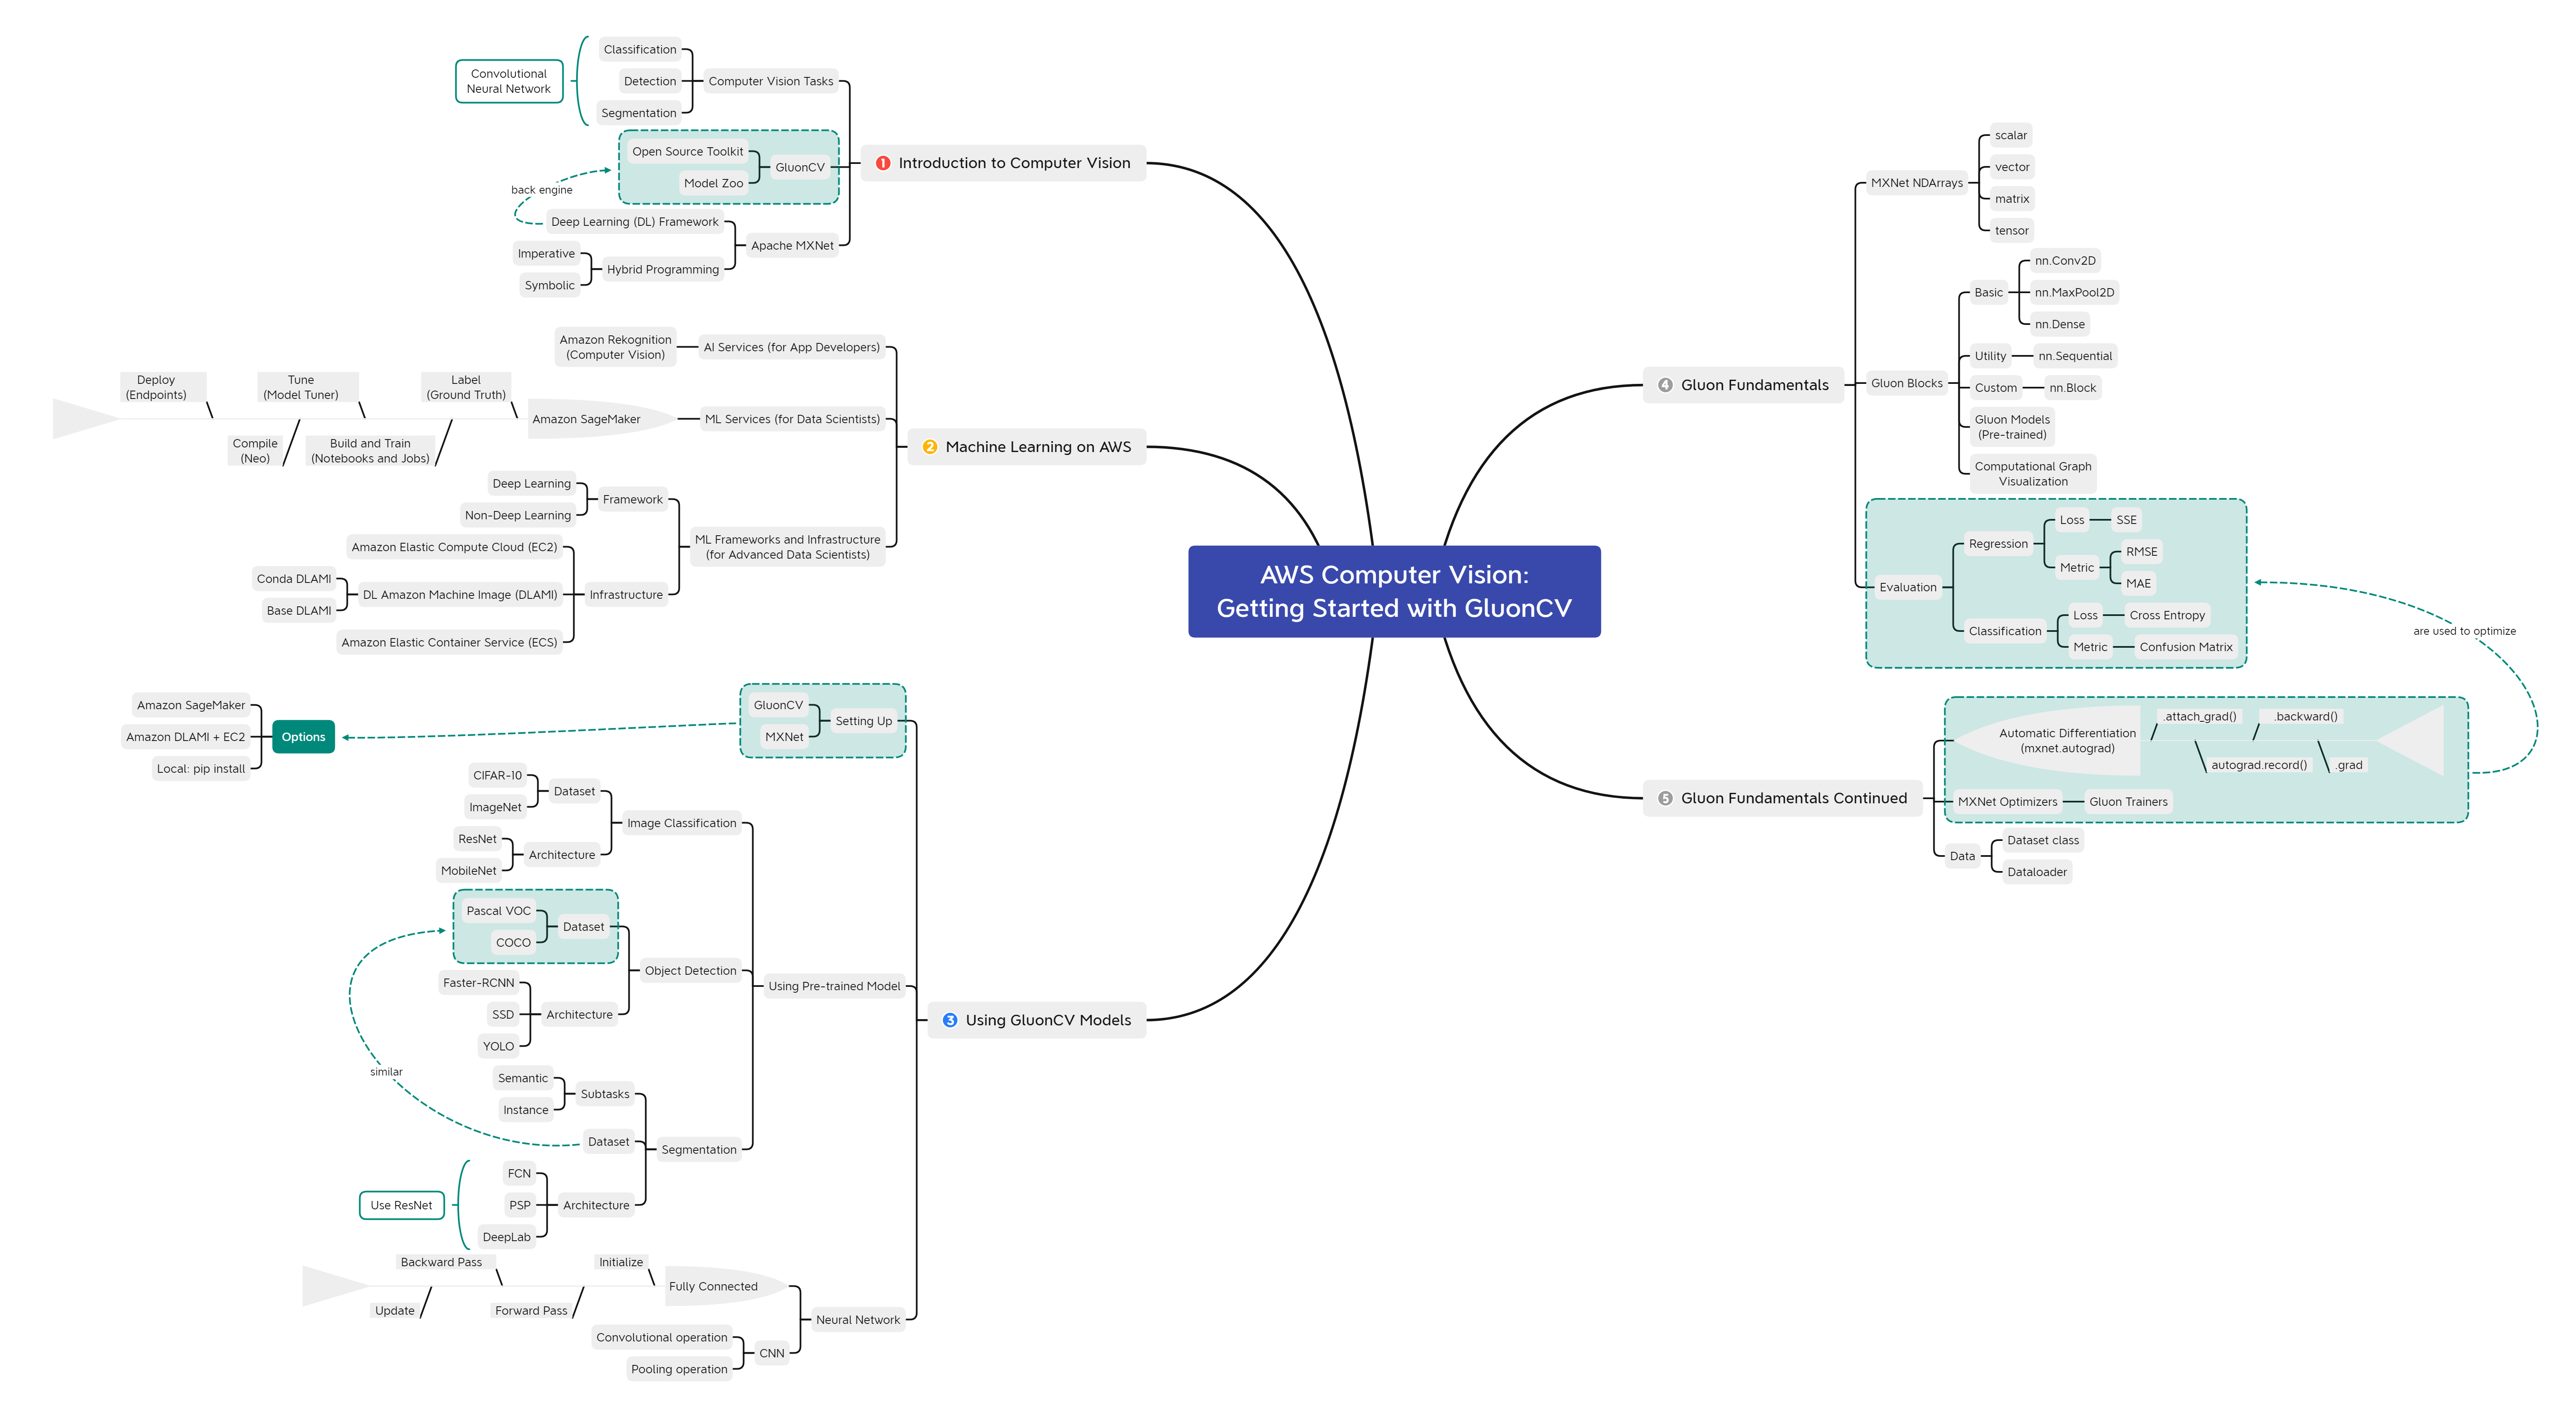 AWS Computer Vision:
Getting Started with GluonCV
1 Introduction to Computer Vision
Computer Vision Tasks
Classification
Detection
Segmentation
Convolutional
Neural Network
GluonCV
Open Source Toolkit
Model Zoo
back engine
Apache MXNet
Deep Learning (DL) Framework
Hybrid Programming
Imperative
Symbolic
2 Machine Learning on AWS
AI Services (for App Developers)
Amazon Rekognition
(Computer Vision)
ML Services (for Data Scientists)
Amazon SageMaker
Label
(Ground Truth)
Build and Train
(Notebooks and Jobs)
Tune
(Model Tuner)
Compile
(Neo)
Deploy
(Endpoints)
ML Frameworks and Infrastructure
(for Advanced Data Scientists)
Framework
Deep Learning
Non-Deep Learning
Infrastructure
Amazon Elastic Compute Cloud (EC2)
DL Amazon Machine Image (DLAMI)
Conda DLAMI
Base DLAMI
Amazon Elastic Container Service (ECS)
3 Using GluonCV Models
Setting Up
GluonCV
MXNet
Options
Amazon SageMaker
Amazon DLAMI + EC2
Local: pip install
Using Pre-trained Model
Image Classification
Dataset
CIFAR-10
ImageNet
Architecture
ResNet
MobileNet
Object Detection
Dataset
Pascal VOC
COCO
Architecture
Faster-RCNN
SSD
YOLO
Segmentation
Subtasks
Semantic
Instance
Dataset
similar
Architecture
FCN
PSP
DeepLab
Use ResNet
Neural Network
Fully Connected
Initialize
Forward Pass
Backward Pass
Update
CNN
Convolutional operation
Pooling operation
4 Gluon Fundamentals
MXNet NDArrays
scalar
vector
matrix
tensor
Gluon Blocks
Basic
nn.Conv2D
nn.MaxPool2D
nn.Dense
Utility
nn.Sequential
Custom
nn.Block
Gluon Models
(Pre-trained)
Computational Graph
Visualization
Evaluation
Regression
Loss
SSE
Metric
RMSE
MAE
Classification
Loss
Cross Entropy
Metric
Confusion Matrix
are used to optimize
5 Gluon Fundamentals Continued
Automatic Differentiation
(mxnet.autograd)
.attach_grad()
autograd.record()
.backward()
.grad
MXNet Optimizers
Gluon Trainers
Data
Dataset class
Dataloader